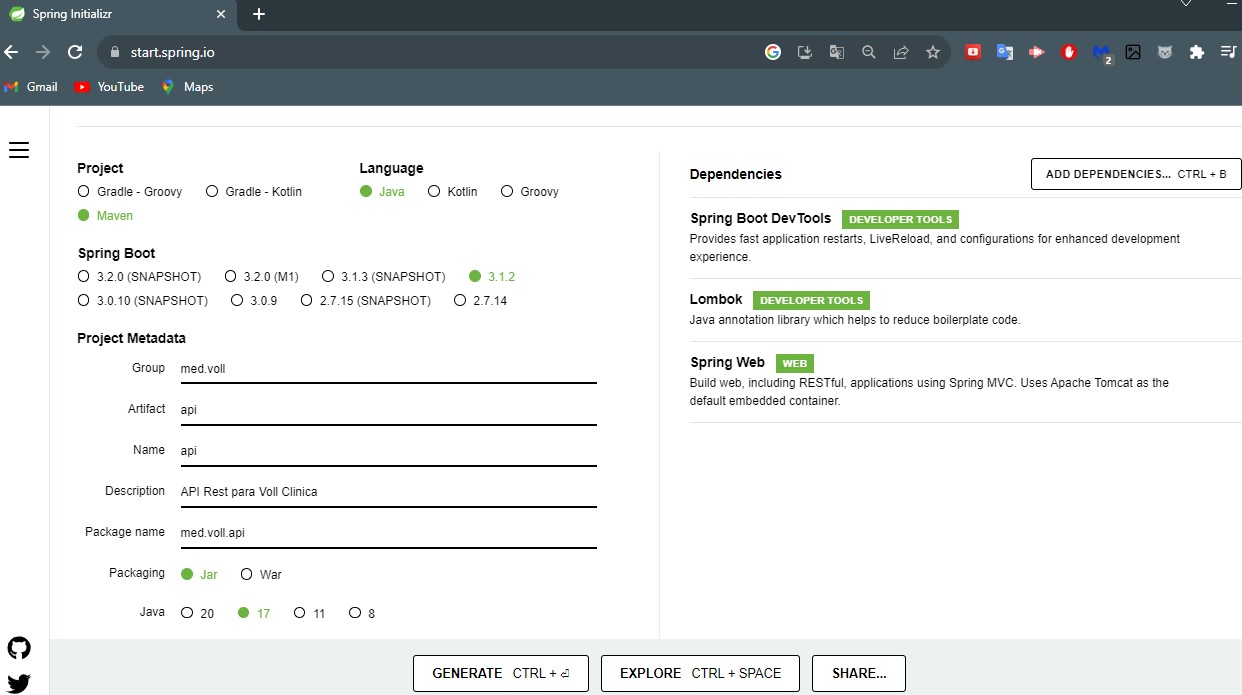 Spring Initializr
start.spring.io
2
Gmail YouTube Maps
Project
Gradle - Groovy Gradle - Kotlin
Maven
Language
Java Kotlin Groovy
Spring Boot
3.2.0 (SNAPSHOT) 3.2.0 (M1) 3.1.3 (SNAPSHOT) 3.1.2
3.0.10 (SNAPSHOT) 3.0.9 2.7.15 (SNAPSHOT) 2.7.14
Project Metadata
Group med.voll
Artifact api
Name api
Description API Rest para Voll Clinica
Package name med.voll.api
Packaging Jar War
Java 20 17 11 8
Dependencies ADD DEPENDENCIES... CTRL + B
Spring Boot DevTools DEVELOPER TOOLS
Provides fast application restarts, LiveReload, and configurations for enhanced development
experience.
Lombok DEVELOPER TOOLS
Java annotation library which helps to reduce boilerplate code.
Spring Web WEB
Build web, including RESTful, applications using Spring MVC. Uses Apache Tomcat as the
default embedded container.
GENERATE CTRL + ⏎ EXPLORE CTRL + SPACE SHARE...